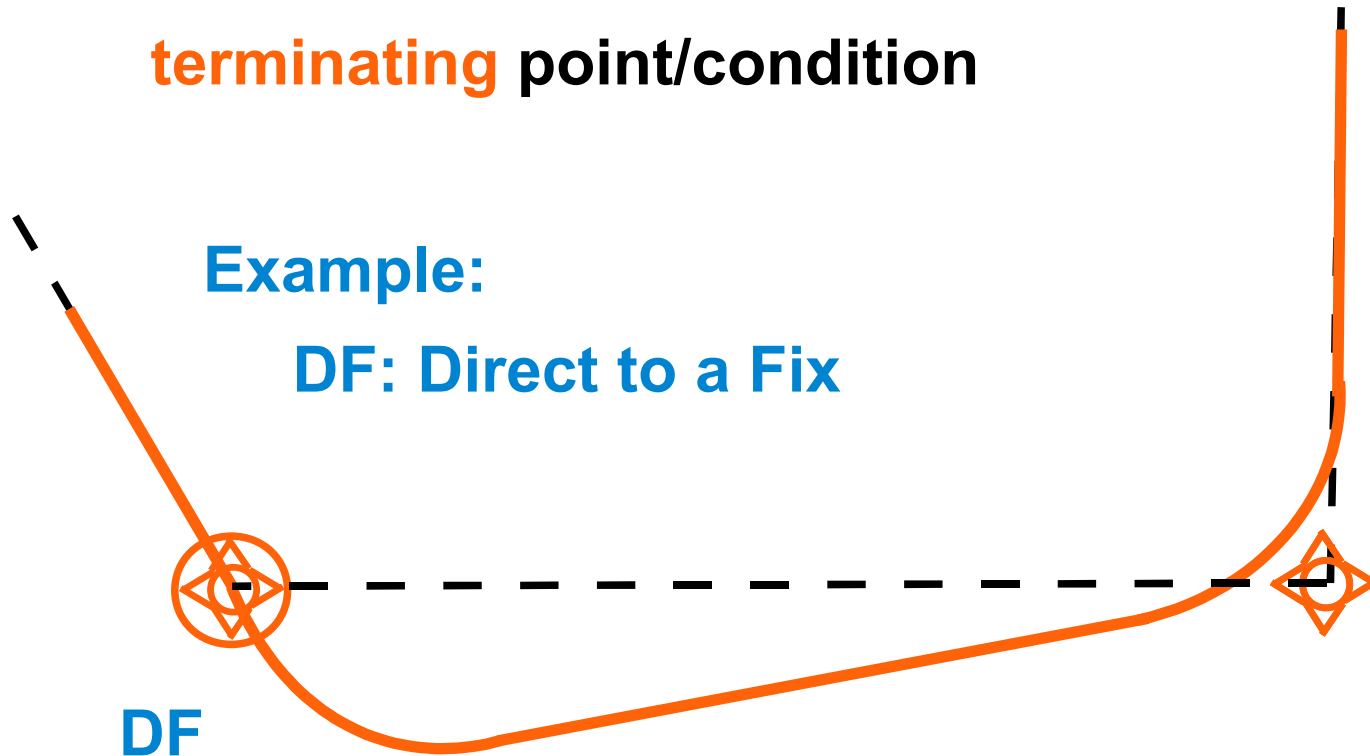 terminating point/condition
Example:
DF: Direct to a Fix
DF